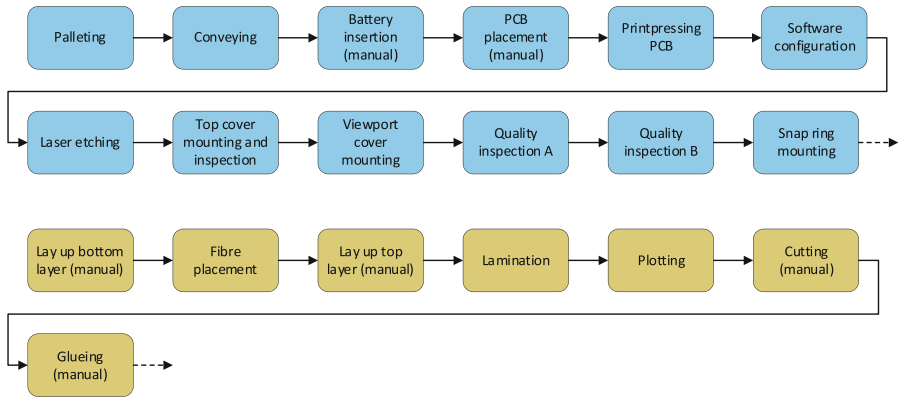 Palleting
Conveying
Battery
insertion
(manual)
PCB
placement
(manual)
Printpressing
PCB
Software
configuration
Laser etching
Top cover
mounting and
inspection
Viewport
cover
mounting
Quality
inspection A
Quality
inspection B
Snap ring
mounting
Lay up bottom
layer (manual)
Fibre
placement
Lay up top
layer (manual)
Lamination
Plotting
Cutting
(manual)
Glueing
(manual)